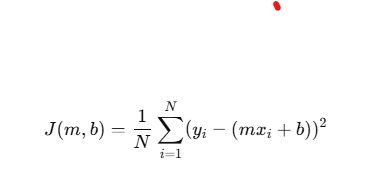 J(m, b) = \frac{1}{N} \sum_{i=1}^{N} (y_i − (mx_i + b))^2